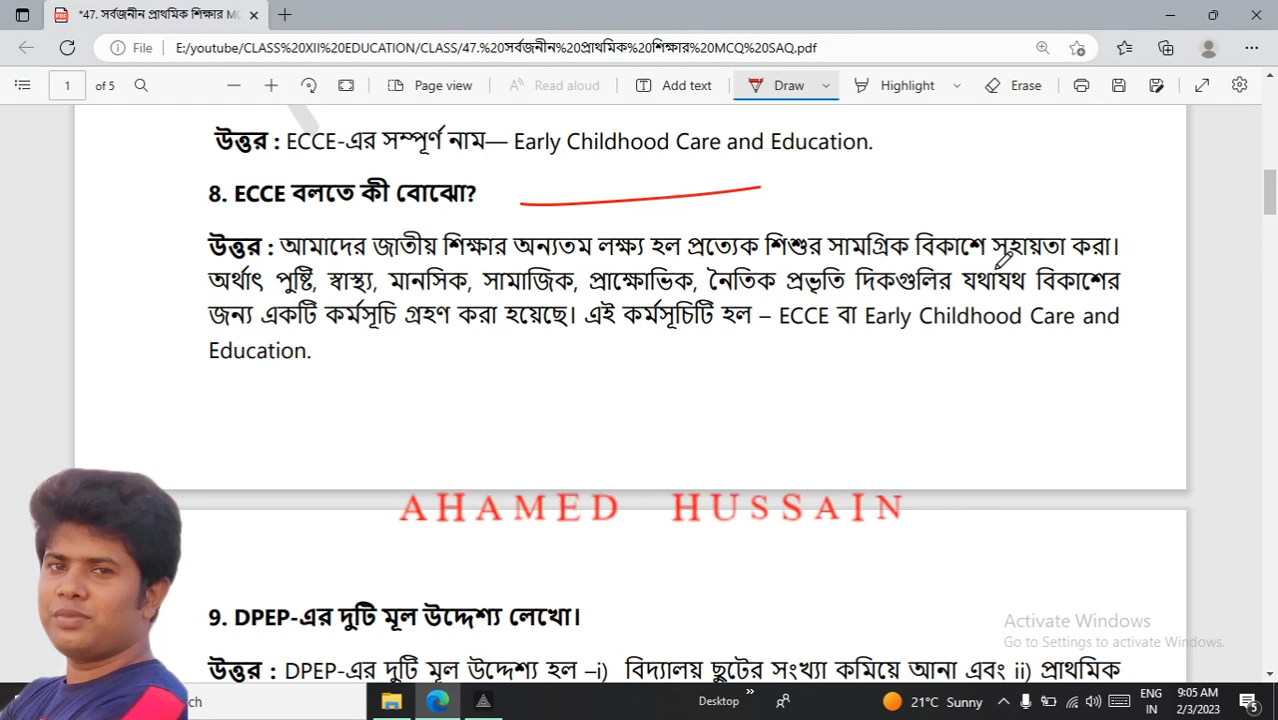 *47. সর্বজনীন প্রাথমিক শিক্ষার MC
File E:/youtube/CLASS%20XII%20EDUCATION/CLASS/47.%20সর্বজনীন%20প্রাথমিক%20শিক্ষার%20MCQ%20SAQ.pdf
1 of 5 Page view Read aloud Add text Draw Highlight Erase
উত্তর : ECCE-এর সম্পূর্ণ নাম— Early Childhood Care and Education.
8. ECCE বলতে কী বোঝো?
উত্তর : আমাদের জাতীয় শিক্ষার অন্যতম লক্ষ্য হল প্রত্যেক শিশুর সামগ্রিক বিকাশে সহায়তা করা।
অর্থাৎ পুষ্টি, স্বাস্থ্য, মানসিক, সামাজিক, প্রাক্ষোভিক, নৈতিক প্রভৃতি দিকগুলির যথাযথ বিকাশের
জন্য একটি কর্মসূচি গ্রহণ করা হয়েছে। এই কর্মসূচিটি হল – ECCE বা Early Childhood Care and
Education.
AHAMED HUSSAIN
9. DPEP-এর দুটি মূল উদ্দেশ্য লেখো।
Activate Windows
Go to Settings to activate Windows.
উত্তর : DPEP-এর দুটি মূল উদ্দেশ্য হল –i) বিদ্যালয় ছুটের সংখ্যা কমিয়ে আনা এবং ii) প্রাথমিক
rch Desktop 21°C Sunny ENG IN 9:05 AM 2/3/2023 5